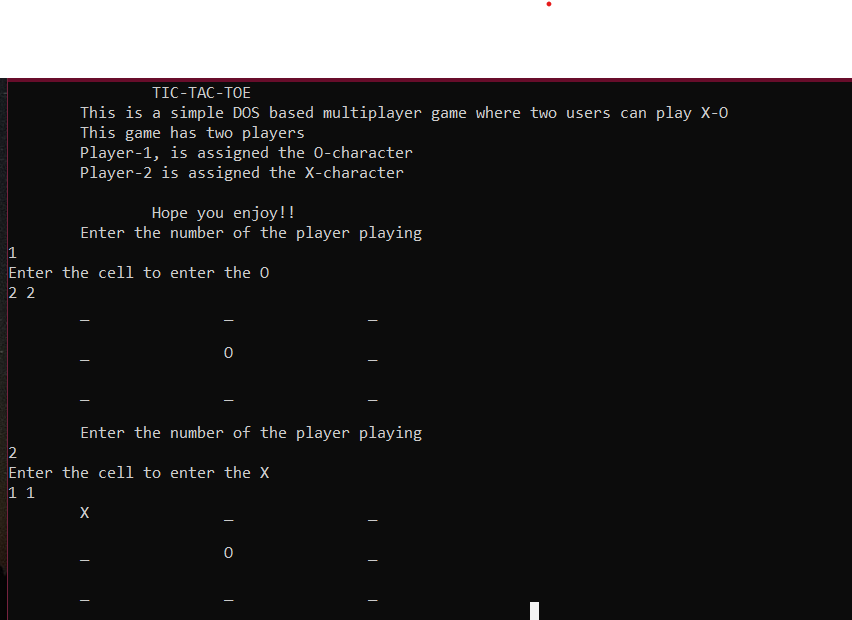 TIC-TAC-TOE
This is a simple DOS based multiplayer game where two users can play X-O
This game has two players
Player-1, is assigned the O-character
Player-2 is assigned the X-character
Hope you enjoy!!
Enter the number of the player playing
1
Enter the cell to enter the O
2 2
_ _ _
_ O _
_ _ _
Enter the number of the player playing
2
Enter the cell to enter the X
1 1
X _ _
_ O _
_ _ _